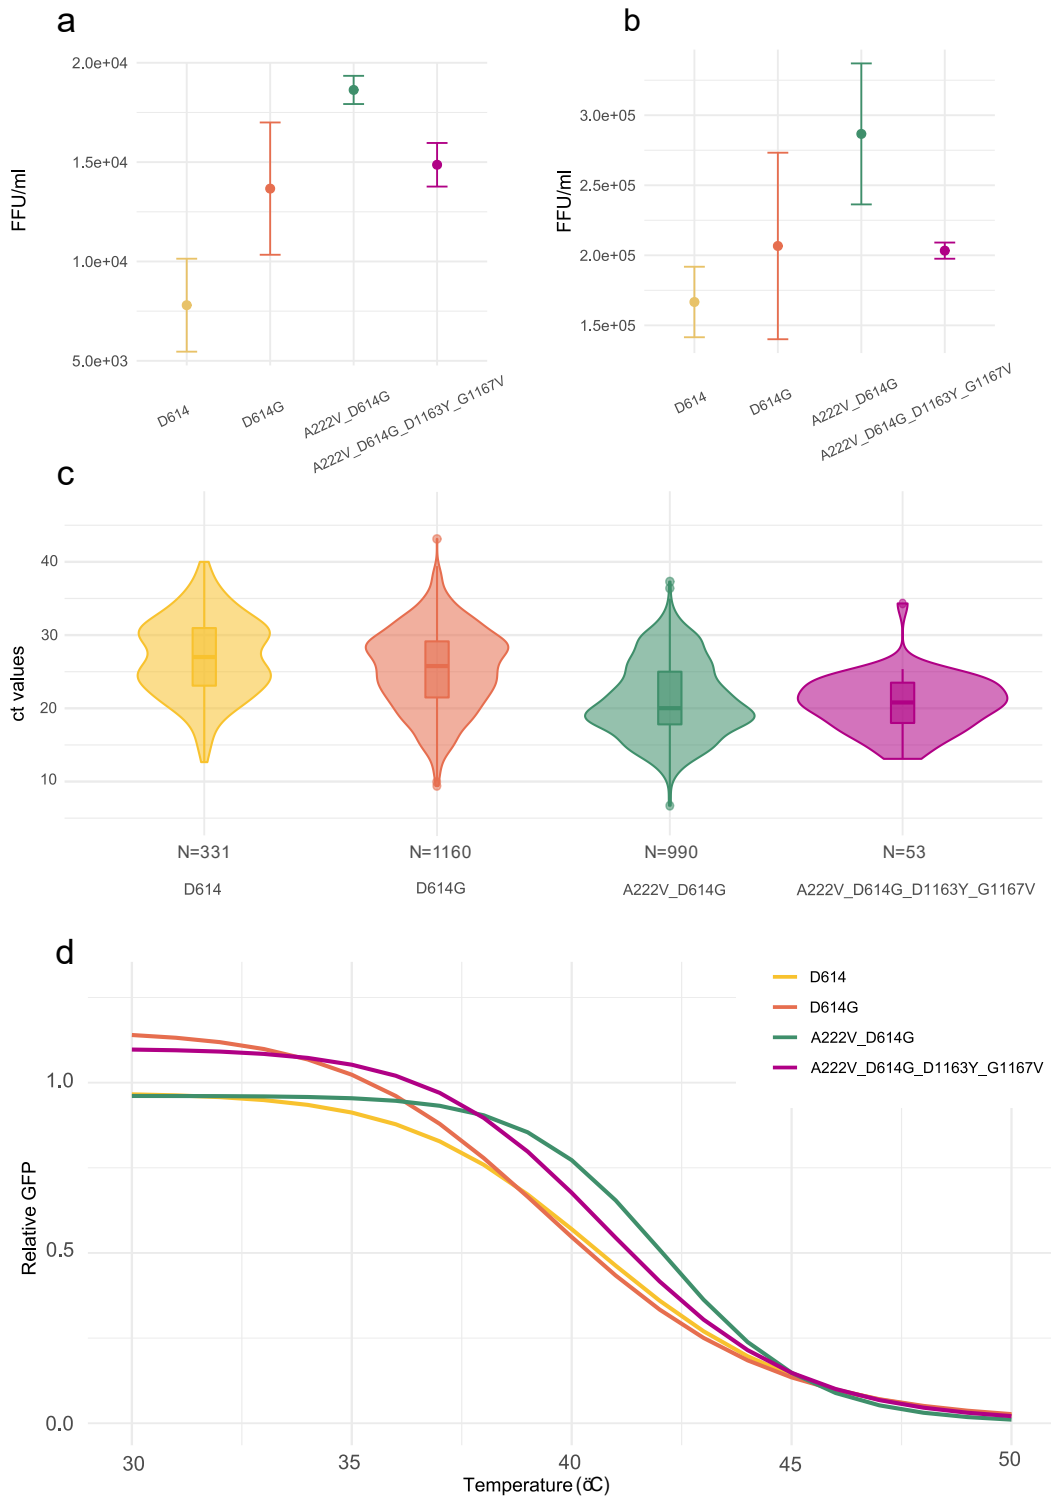 a
2.0e+04
1.5e+04
1.0e+04
5.0e+03
FFU/ml
D614
D614G
A222V_D614G
A222V_D614G_D1163Y_G1167V
b
3.0e+05
2.5e+05
2.0e+05
1.5e+05
FFU/ml
D614
D614G
A222V_D614G
A222V_D614G_D1163Y_G1167V
c
40
30
20
10
ct values
N=331
N=1160
N=990
N=53
D614
D614G
A222V_D614G
A222V_D614G_D1163Y_G1167V
d
D614
D614G
A222V_D614G
A222V_D614G_D1163Y_G1167V
1.0
0.5
0.0
Relative GFP
30
35
40
45
50
Temperature (ºC)